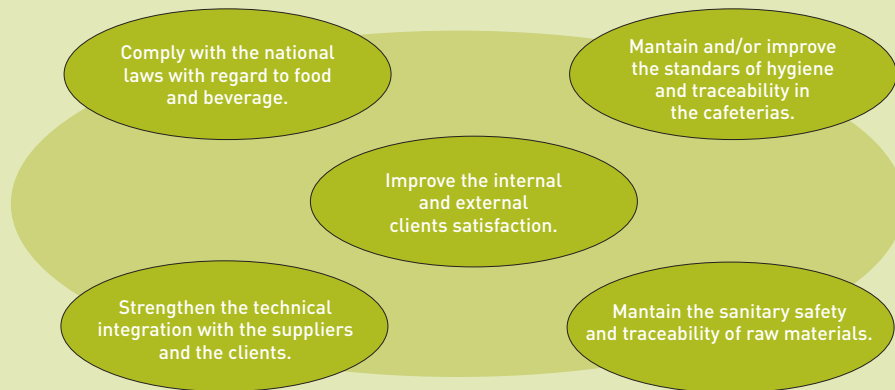 Comply with the national
laws with regard to food
and beverage.
Mantain and/or improve
the standars of hygiene
and traceability in
the cafeterias.
Improve the internal
and external
clients satisfaction.
Strengthen the technical
integration with the suppliers
and the clients.
Mantain the sanitary safety
and traceability of raw materials.